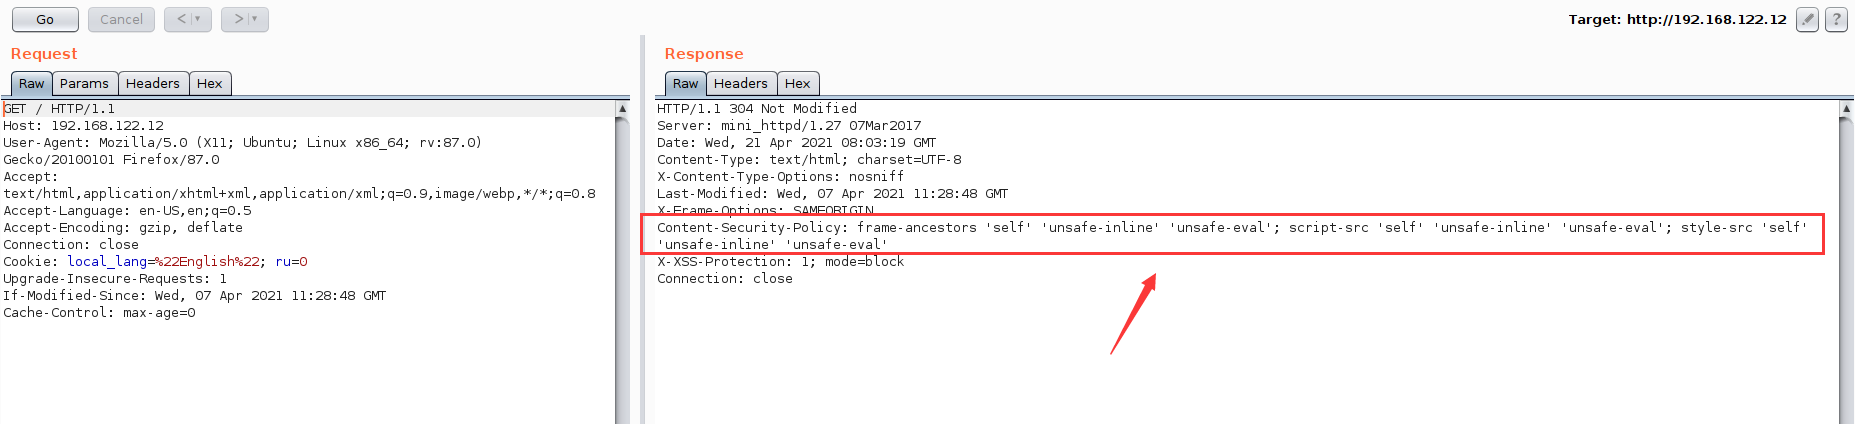 Go
Cancel
<
>
Target: http://192.168.122.12
?
Request
Response
Raw Params Headers Hex
Raw Headers Hex
GET / HTTP/1.1
Host: 192.168.122.12
User-Agent: Mozilla/5.0 (X11; Ubuntu; Linux x86_64; rv:87.0)
Gecko/20100101 Firefox/87.0
Accept:
text/html,application/xhtml+xml,application/xml;q=0.9,image/webp,*/*;q=0.8
Accept-Language: en-US,en;q=0.5
Accept-Encoding: gzip, deflate
Connection: close
Cookie: local_lang=%22English%22; ru=0
Upgrade-Insecure-Requests: 1
If-Modified-Since: Wed, 07 Apr 2021 11:28:48 GMT
Cache-Control: max-age=0
HTTP/1.1 304 Not Modified
Server: mini_httpd/1.27 07Mar2017
Date: Wed, 21 Apr 2021 08:03:19 GMT
Content-Type: text/html; charset=UTF-8
X-Content-Type-Options: nosniff
Last-Modified: Wed, 07 Apr 2021 11:28:48 GMT
X-Frame-Options: SAMEORIGIN
Content-Security-Policy: frame-ancestors 'self' 'unsafe-inline' 'unsafe-eval'; script-src 'self' 'unsafe-inline' 'unsafe-eval'; style-src 'self'
'unsafe-inline' 'unsafe-eval'
X-XSS-Protection: 1; mode=block
Connection: close